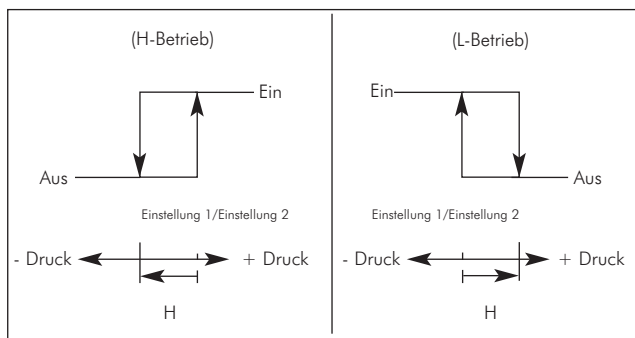 (H-Betrieb)
Ein
Aus
Einstellung 1/Einstellung 2
- Druck
+ Druck
H
(L-Betrieb)
Ein
Aus
Einstellung 1/Einstellung 2
- Druck
+ Druck
H